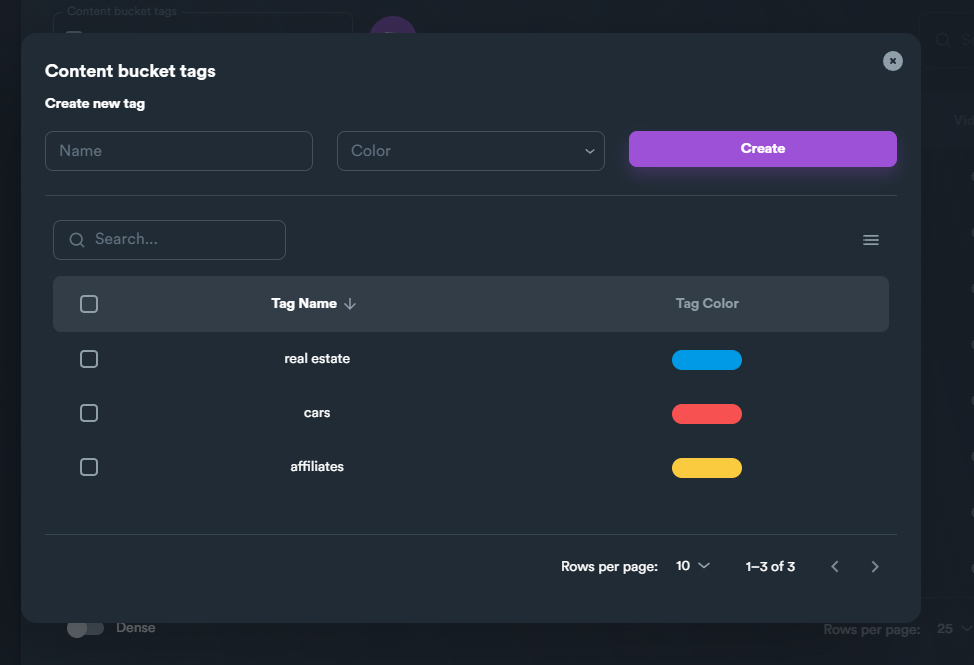 Content bucket tags
Content bucket tags
Create new tag
Name
Color
Create
Search...
Tag Name
Tag Color
real estate
cars
affiliates
Rows per page:
10
1–3 of 3
Dense
Rows per page:
25